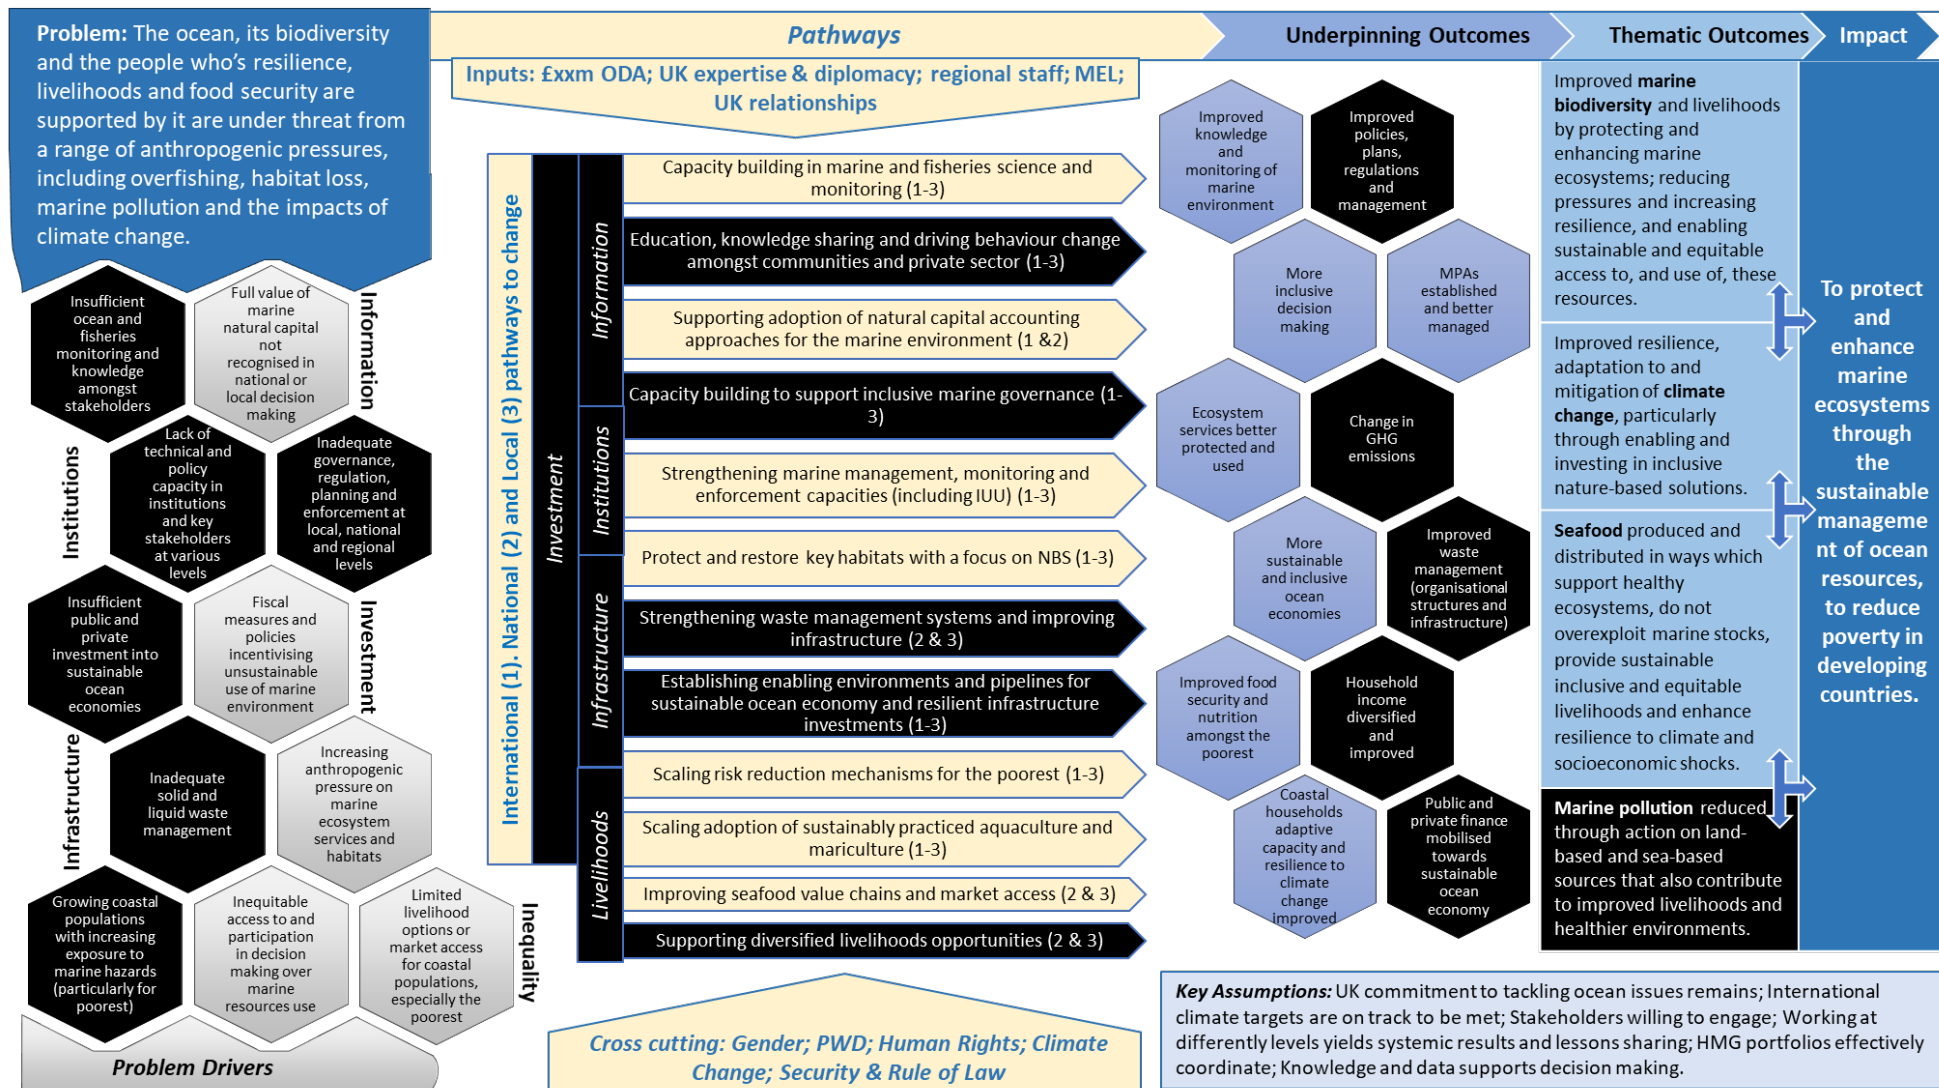 Problem: The ocean, its biodiversity
and the people who's resilience,
livelihoods and food security are
supported by it are under threat from
a range of anthropogenic pressures,
including overfishing, habitat loss,
marine pollution and the impacts of
climate change.
Insufficient
ocean and
fisheries
monitoring and
knowledge
amongst
stakeholders
Full value of
marine
natural capital
not
recognised in
national or
local decision
making
Information
Institutions
Lack of
technical and
policy
capacity in
institutions
and key
stakeholders
at various
levels
Inadequate
governance,
regulation,
planning and
enforcement at
local, national
and regional
levels
Insufficient
public and
private
investment into
sustainable
ocean
economies
Fiscal
measures and
policies
incentivising
unsustainable
use of marine
environment
Investment
Infrastructure
Inadequate
solid and
liquid waste
management
Increasing
anthropogenic
pressure on
marine
ecosystem
services and
habitats
Growing coastal
populations
with increasing
exposure to
marine hazards
(particularly for
poorest)
Inequitable
access to and
participation
in decision
making over
marine
resources use
Limited
livelihood
options or
market access
for coastal
populations,
especially the
poorest
Inequality
Problem Drivers
Pathways
Inputs: £xxm ODA; UK expertise & diplomacy; regional staff; MEL;
UK relationships
International (1). National (2) and Local (3) pathways to change
Investment
Information
Institutions
Infrastructure
Livelihoods
Capacity building in marine and fisheries science and
monitoring (1-3)
Education, knowledge sharing and driving behaviour change
amongst communities and private sector (1-3)
Supporting adoption of natural capital accounting
approaches for the marine environment (1 &2)
Capacity building to support inclusive marine governance (1-
3)
Strengthening marine management, monitoring and
enforcement capacities (including IUU) (1-3)
Protect and restore key habitats with a focus on NBS (1-3)
Strengthening waste management systems and improving
infrastructure (2 & 3)
Establishing enabling environments and pipelines for
sustainable ocean economy and resilient infrastructure
investments (1-3)
Scaling risk reduction mechanisms for the poorest (1-3)
Scaling adoption of sustainably practiced aquaculture and
mariculture (1-3)
Improving seafood value chains and market access (2 & 3)
Supporting diversified livelihoods opportunities (2 & 3)
Cross cutting: Gender; PWD; Human Rights; Climate
Change; Security & Rule of Law
Underpinning Outcomes
Improved
knowledge
and
monitoring of
marine
environment
Improved
policies,
plans,
regulations
and
management
More
inclusive
decision
making
MPAs
established
and better
managed
Ecosystem
services better
protected and
used
Change in
GHG
emissions
More
sustainable
and inclusive
ocean
economies
Improved
waste
management
(organisational
structures and
infrastructure)
Improved food
security and
nutrition
amongst the
poorest
Household
income
diversified
and
improved
Coastal
households
adaptive
capacity and
resilience to
climate
change
improved
Public and
private finance
mobilised
towards
sustainable
ocean
economy
Thematic Outcomes
Improved marine
biodiversity and livelihoods
by protecting and
enhancing marine
ecosystems; reducing
pressures and increasing
resilience, and enabling
sustainable and equitable
access to, and use of, these
resources.
Improved resilience,
adaptation to and
mitigation of climate
change, particularly
through enabling and
investing in inclusive
nature-based solutions.
Seafood produced and
distributed in ways which
support healthy
ecosystems, do not
overexploit marine stocks,
provide sustainable
inclusive and equitable
livelihoods and enhance
resilience to climate and
socioeconomic shocks.
Marine pollution reduced
through action on land-
based and sea-based
sources that also contribute
to improved livelihoods and
healthier environments.
Impact
To protect
and
enhance
marine
ecosystems
through
the
sustainable
manageme
nt of ocean
resources,
to reduce
poverty in
developing
countries.
Key Assumptions: UK commitment to tackling ocean issues remains; International
climate targets are on track to be met; Stakeholders willing to engage; Working at
differently levels yields systemic results and lessons sharing; HMG portfolios effectively
coordinate; Knowledge and data supports decision making.